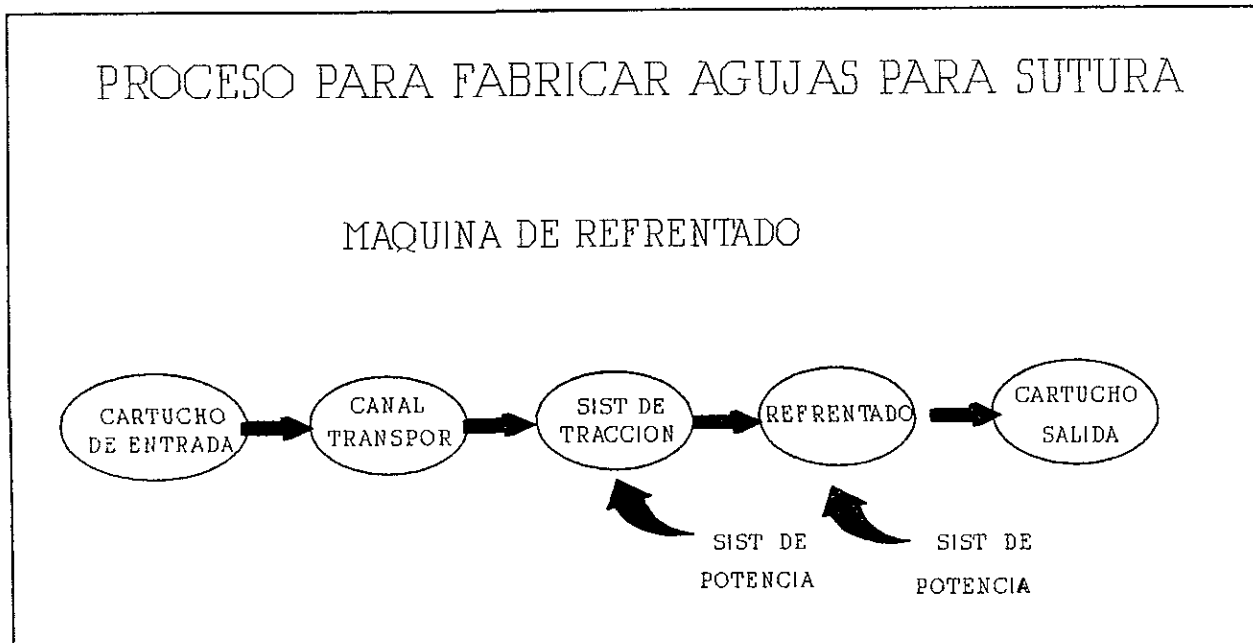 PROCESO PARA FABRICAR AGUJAS PARA SUTURA
MAQUINA DE REFRENTADO
CARTUCHO
DE ENTRADA
CANAL
TRANSPOR
SIST DE
TRACCION
REFRENTADO
CARTUCHO
SALIDA
SIST DE
POTENCIA
SIST DE
POTENCIA